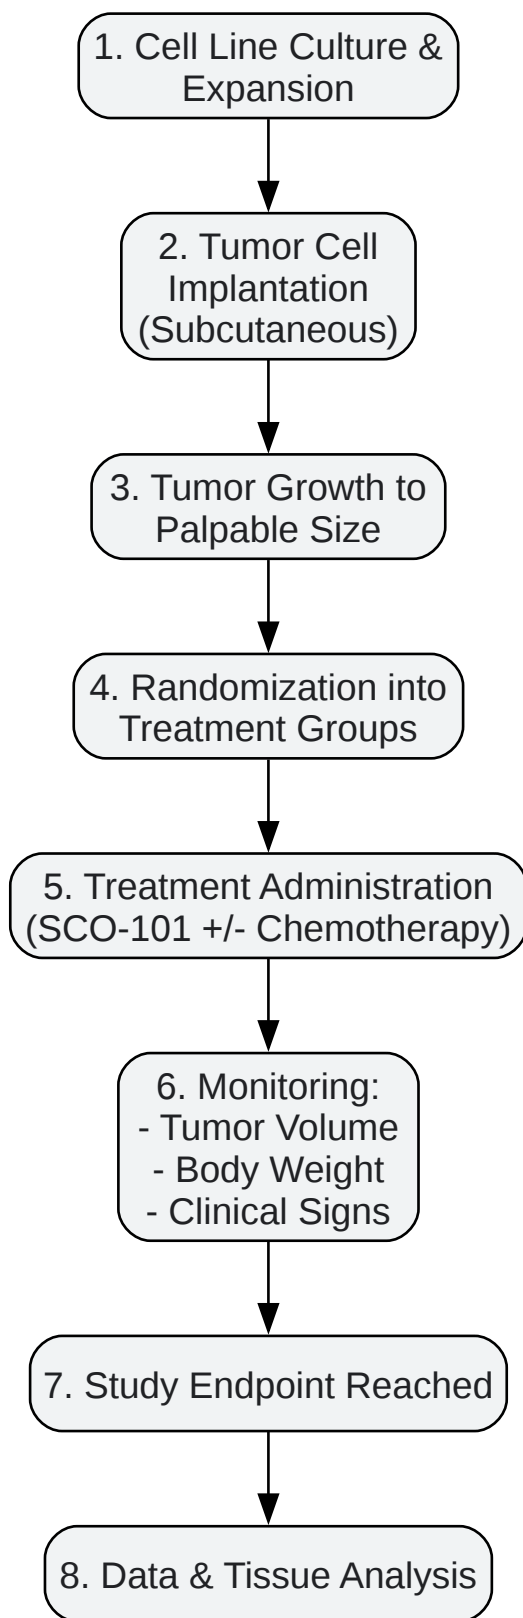 1. Cell Line Culture &
Expansion
2. Tumor Cell
Implantation
(Subcutaneous)
3. Tumor Growth to
Palpable Size
4. Randomization into
Treatment Groups
5. Treatment Administration
(SCO-101 +/- Chemotherapy)
6. Monitoring:
- Tumor Volume
- Body Weight
- Clinical Signs
7. Study Endpoint Reached
8. Data & Tissue Analysis